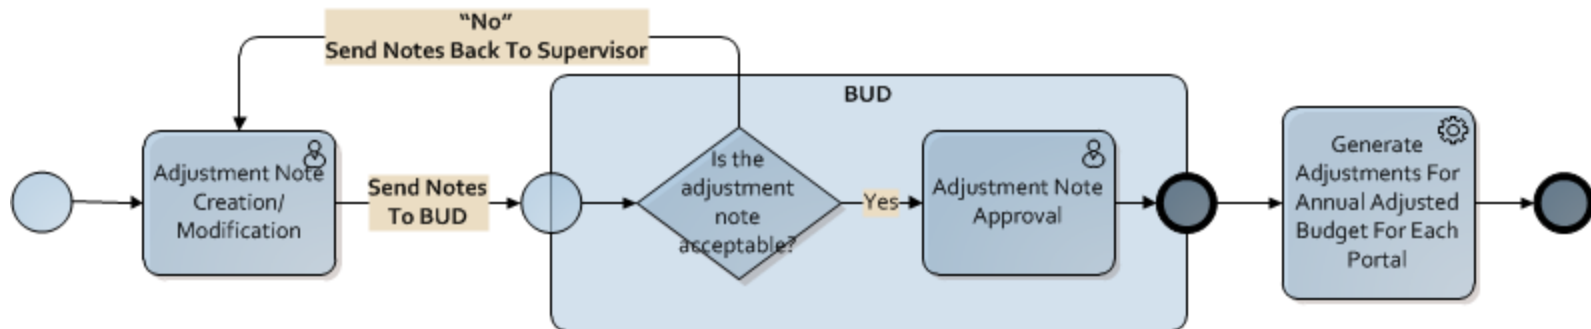 “No”
Send Notes Back To Supervisor
BUD
Adjustment Note
Creation/
Modification
Send Notes
To BUD
Is the
adjustment
note
acceptable?
Yes
Adjustment Note
Approval
Generate
Adjustments For
Annual Adjusted
Budget For Each
Portal